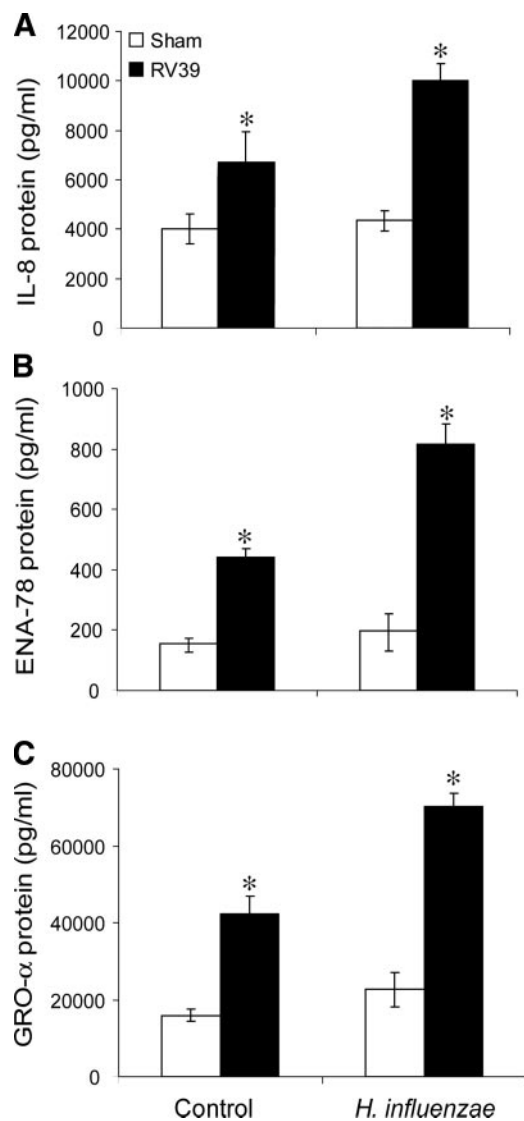 A
IL-8 protein (pg/ml)
12000
10000
8000
6000
4000
2000
0
Sham
RV39
*
*
B
ENA-78 protein (pg/ml)
1000
800
600
400
200
0
*
*
C
GRO-α protein (pg/ml)
80000
60000
40000
20000
0
*
*
Control H. influenzae